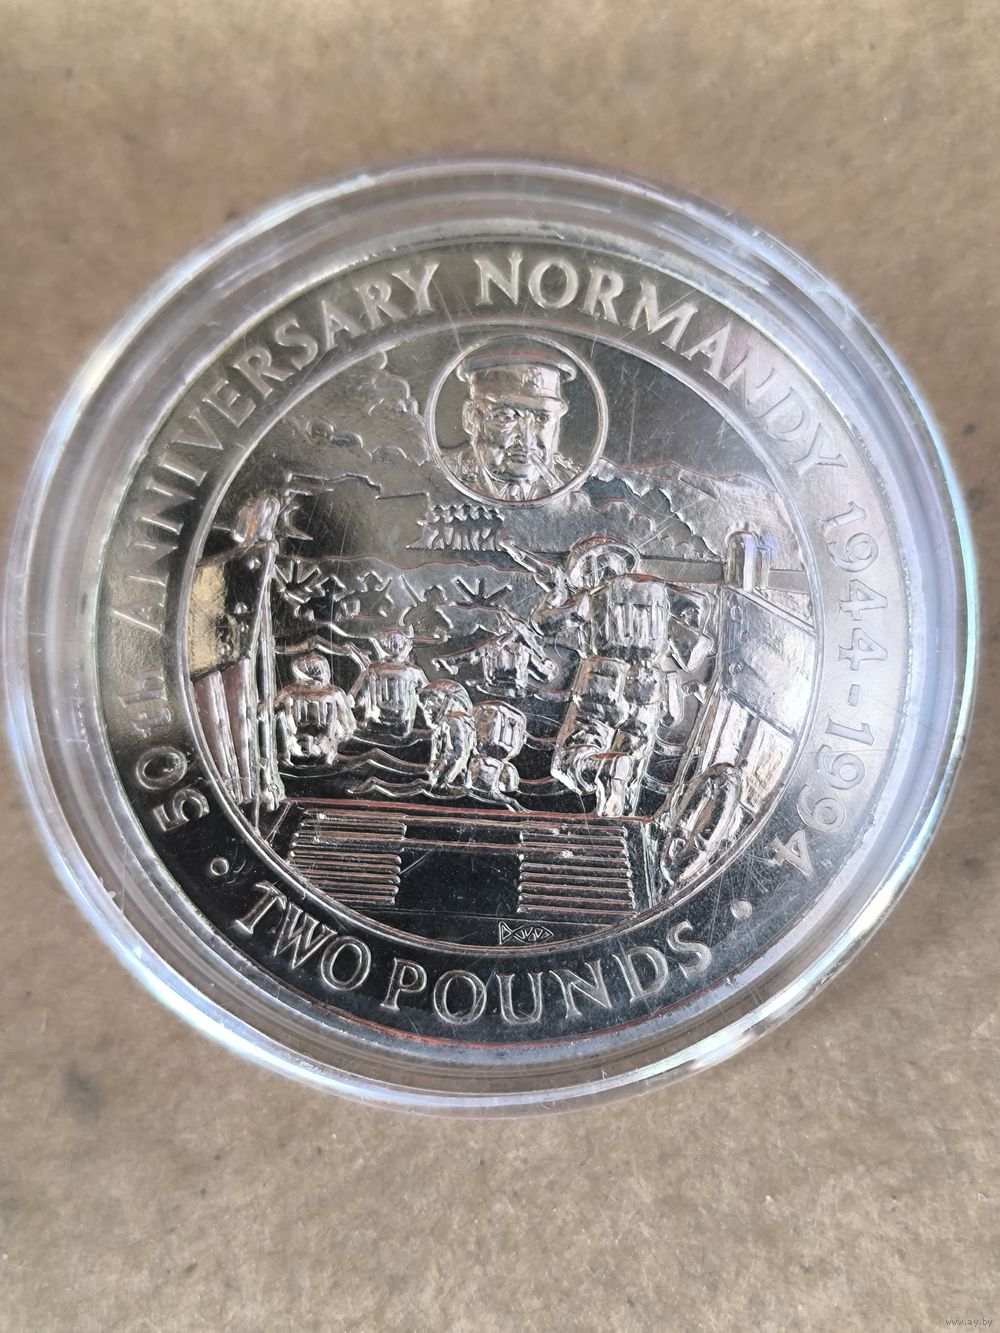 50th ANNIVERSARY NORMANDY 1944-1994
• TWO POUNDS •
www.ay.by